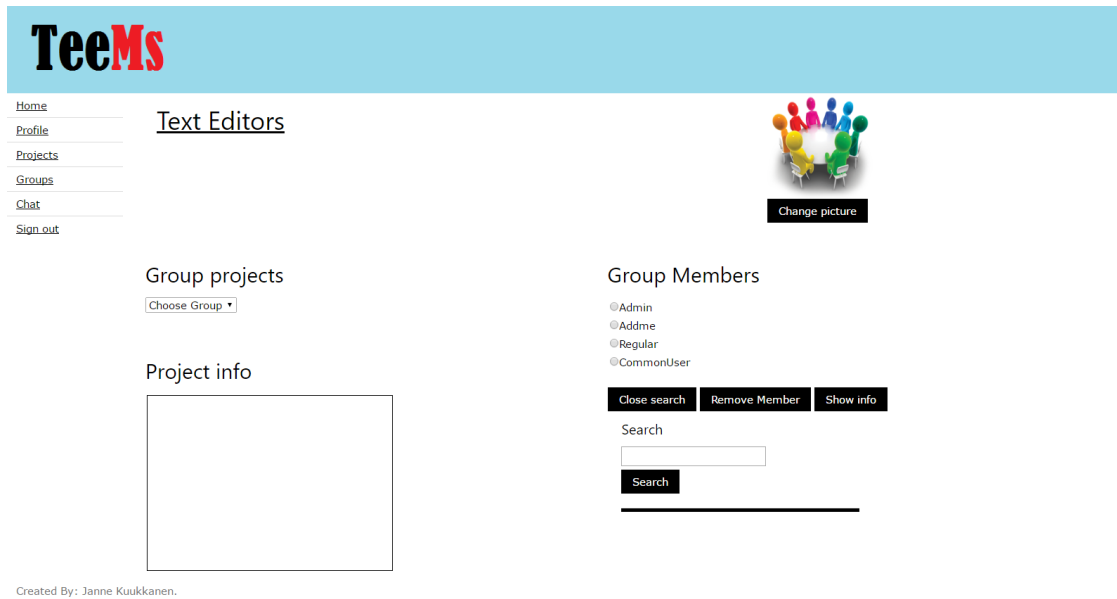 TeeMs
Home
Profile
Projects
Groups
Chat
Sign out
Text Editors
Change picture
Group projects
Choose Group
Project info
Group Members
Admin
Addme
Regular
CommonUser
Close search Remove Member Show info
Search
Search
Created By: Janne Kuukkanen.